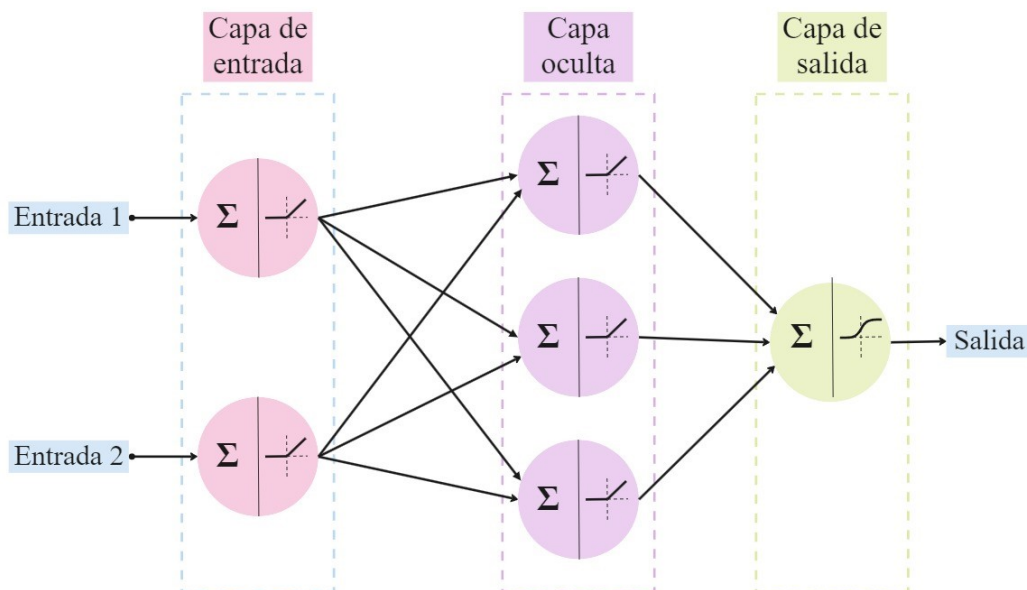 Capa de
entrada
Capa
oculta
Capa de
salida
Entrada 1
Σ
Σ
Σ
Σ
Salida
Entrada 2
Σ
Σ